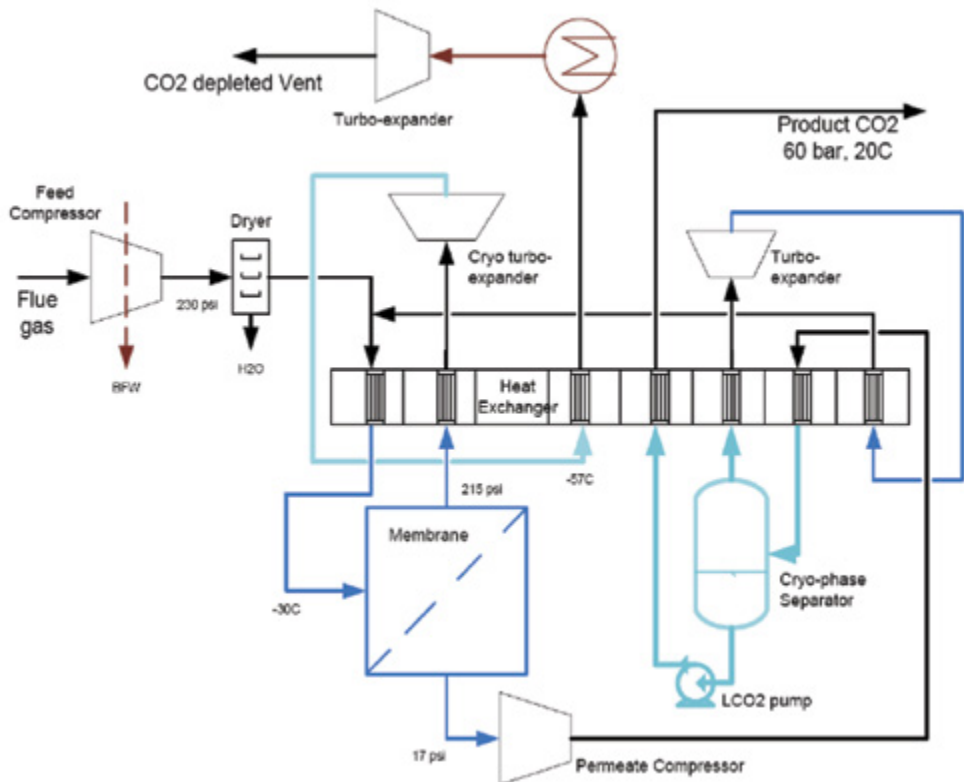 CO2 depleted Vent
Turbo-expander
Product CO2
60 bar, 20C
Feed
Compressor
Dryer
Cryo turbo-
expander
Turbo-
expander
Flue
gas
230 psi
BFW
H2O
Heat
Exchanger
215 psi
-57C
Membrane
-30C
Cryo-phase
Separator
LCO2 pump
17 psi
Permeate Compressor